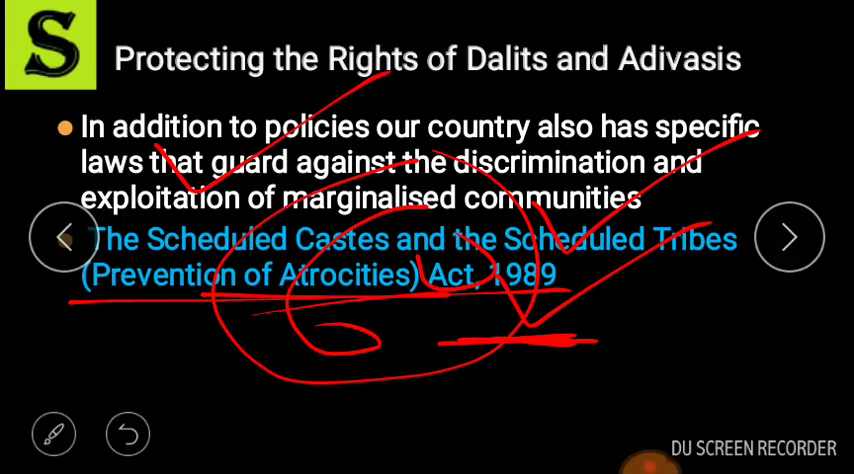 S
Protecting the Rights of Dalits and Adivasis
In addition to policies our country also has specific
laws that guard against the discrimination and
exploitation of marginalised communities
The Scheduled Castes and the Scheduled Tribes
(Prevention of Atrocities) Act, 1989
DU SCREEN RECORDER